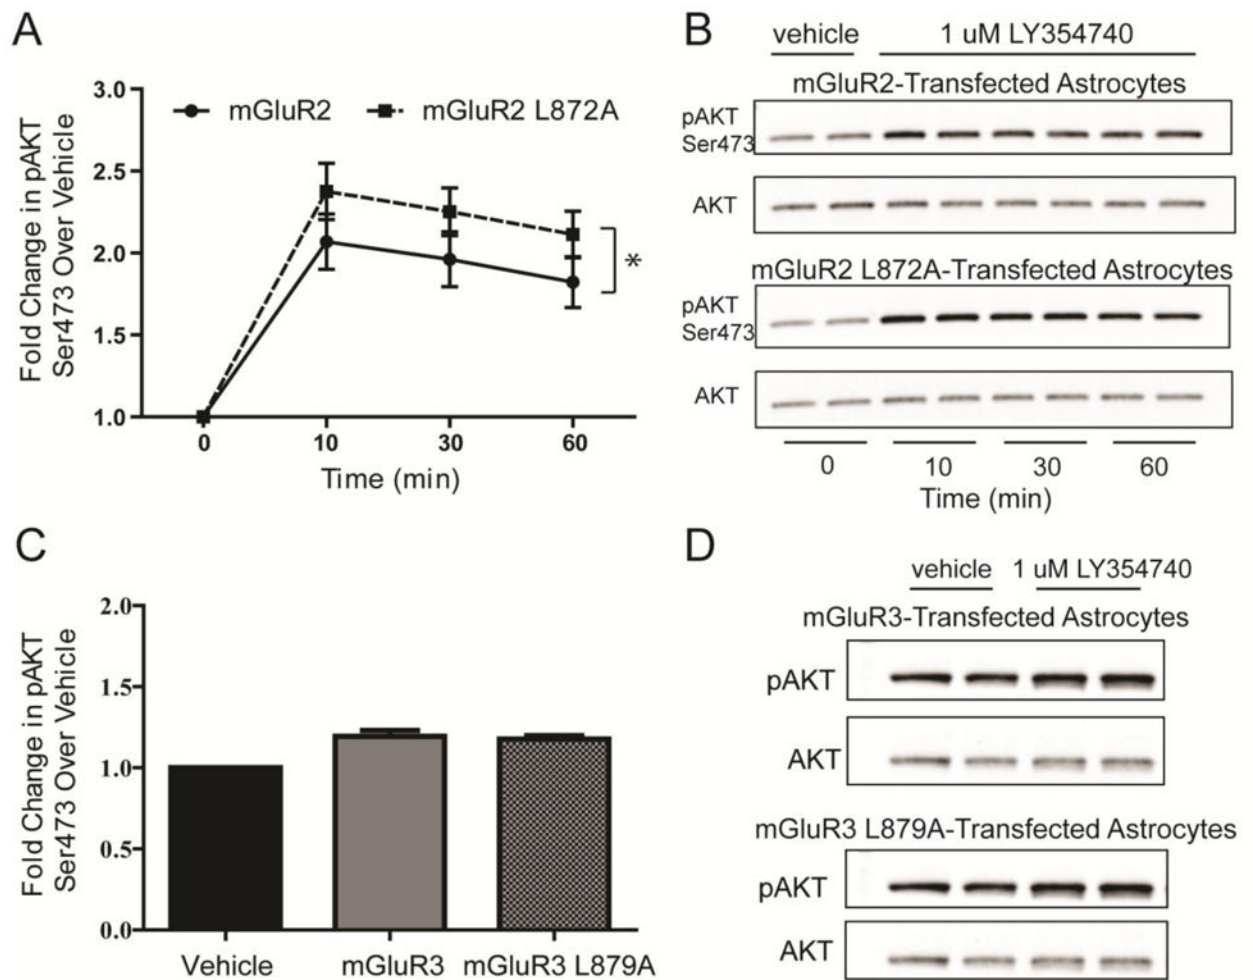 A
Fold Change in pAKT
Ser473 Over Vehicle
3.0
2.5
2.0
1.5
1.0
mGluR2
mGluR2 L872A
*
0
10
30
60
Time (min)
B
vehicle
1 uM LY354740
mGluR2-Transfected Astrocytes
pAKT
Ser473
AKT
mGluR2 L872A-Transfected Astrocytes
pAKT
Ser473
AKT
0
10
30
60
Time (min)
C
Fold Change in pAKT
Ser473 Over Vehicle
2.0
1.5
1.0
0.5
0.0
Vehicle
mGluR3
mGluR3 L879A
D
vehicle
1 uM LY354740
mGluR3-Transfected Astrocytes
pAKT
AKT
mGluR3 L879A-Transfected Astrocytes
pAKT
AKT